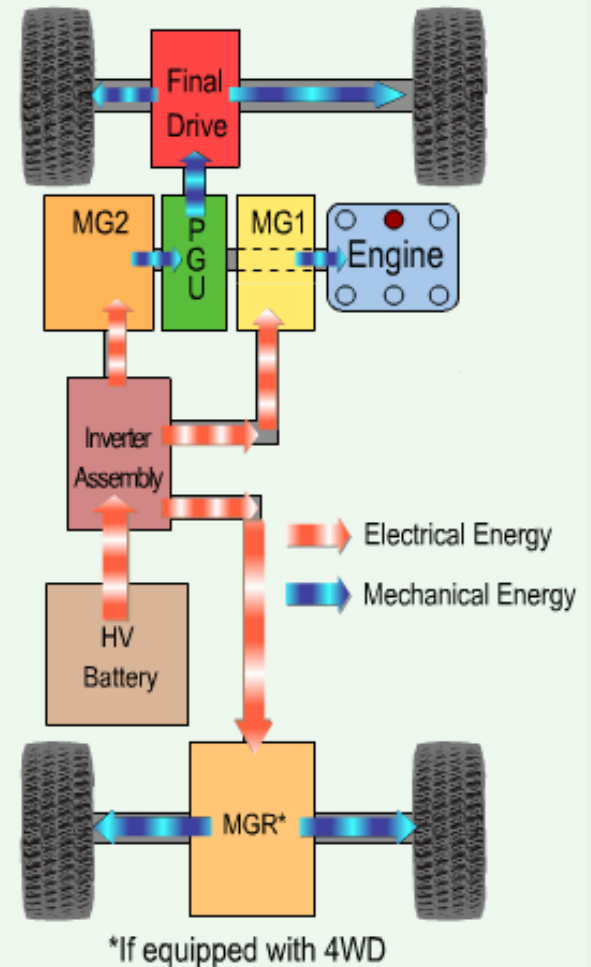 Final
Drive
MG2
P
G
U
MG1
Engine
Inverter
Assembly
Electrical Energy
Mechanical Energy
HV
Battery
MGR*
*If equipped with 4WD